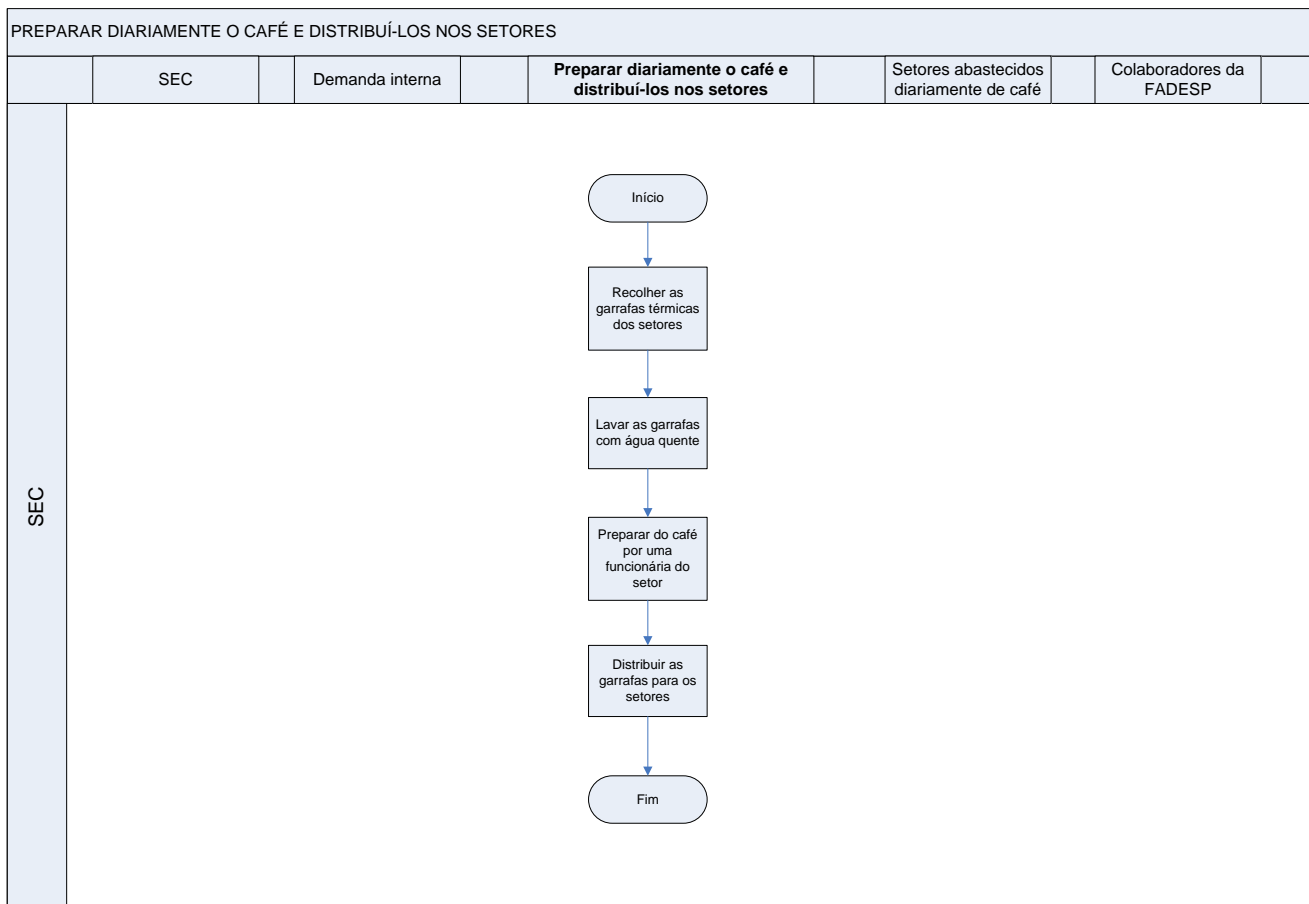 PREPARAR DIARIAMENTE O CAFÉ E DISTRIBUÍ-LOS NOS SETORES
SEC
Demanda interna
Preparar diariamente o café e
distribuí-los nos setores
Setores abastecidos
diariamente de café
Colaboradores da
FADESP
SEC
Início
Recolher as
garrafas térmicas
dos setores
Lavar as garrafas
com água quente
Preparar do café
por uma
funcionária do
setor
Distribuir as
garrafas para os
setores
Fim